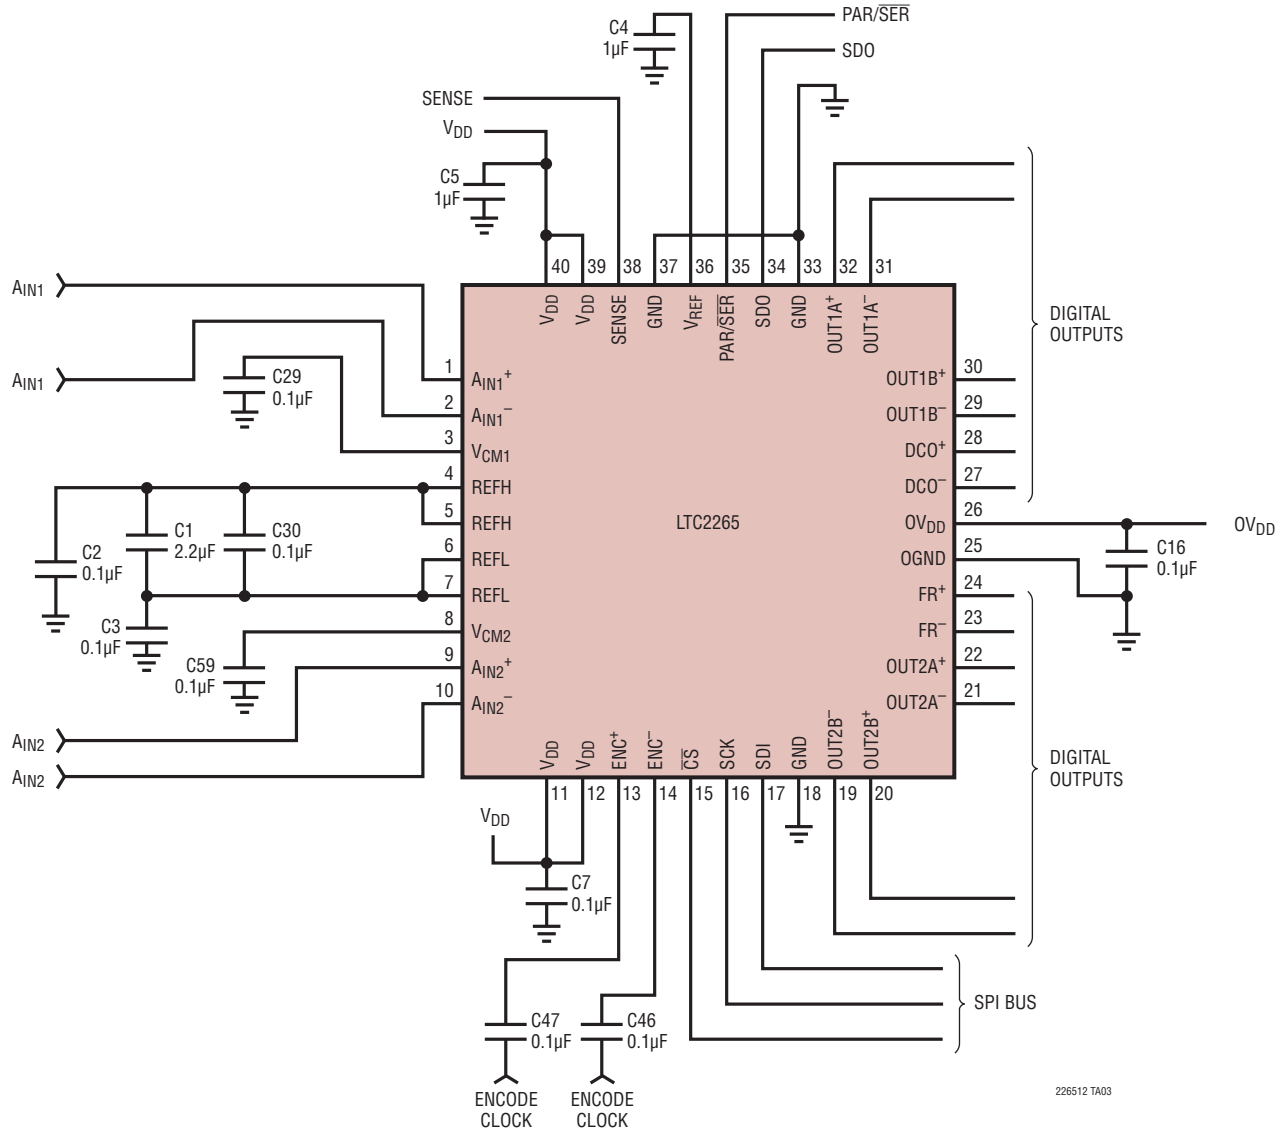 PAR/SER
C4
1µF
SDO
SENSE
VDD
C5
1µF
40 39 38 37 36 35 34 33 32 31
VDD VDD SENSE GND VREF PAR/SER SDO GND OUT1A+ OUT1A−
AIN1
AIN1
C29
0.1µF
DIGITAL
OUTPUTS
1 AIN1+
2 AIN1−
3 VCM1
4 REFH
5 REFH
6 REFL
7 REFL
8 VCM2
9 AIN2+
10 AIN2−
LTC2265
OUT1B+ 30
OUT1B− 29
DCO+ 28
DCO− 27
OVDD 26
OGND 25
FR+ 24
FR− 23
OUT2A+ 22
OUT2A− 21
OVDD
C16
0.1µF
C1
2.2µF
C30
0.1µF
C2
0.1µF
C3
0.1µF
C59
0.1µF
AIN2
AIN2
VDD VDD ENC+ ENC− CS SCK SDI GND OUT2B− OUT2B+
11 12 13 14 15 16 17 18 19 20
DIGITAL
OUTPUTS
VDD
C7
0.1µF
SPI BUS
C47
0.1µF
C46
0.1µF
ENCODE
CLOCK
ENCODE
CLOCK
226512 TA03